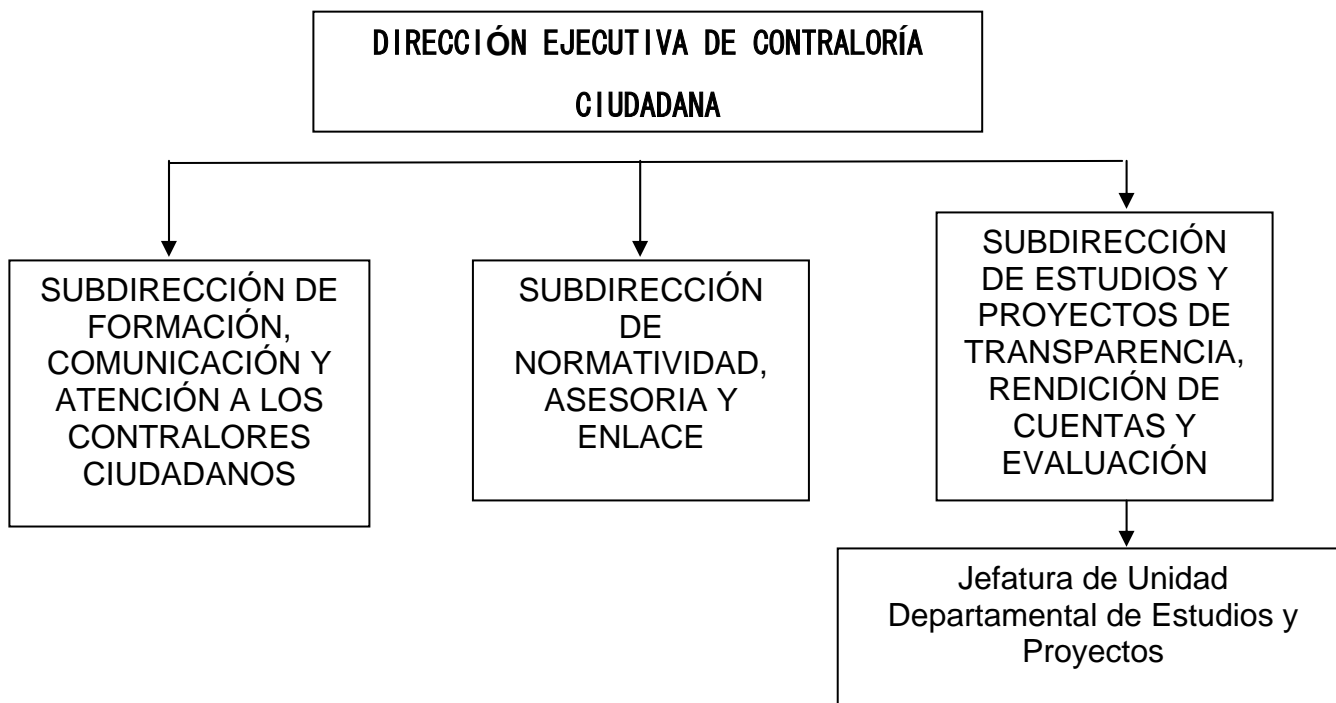 DIRECCIÓN EJECUTIVA DE CONTRALORÍA
CIUDADANA
SUBDIRECCIÓN DE
FORMACIÓN,
COMUNICACIÓN Y
ATENCIÓN A LOS
CONTRALORES
CIUDADANOS
SUBDIRECCIÓN
DE
NORMATIVIDAD,
ASESORIA Y
ENLACE
SUBDIRECCIÓN
DE ESTUDIOS Y
PROYECTOS DE
TRANSPARENCIA,
RENDICIÓN DE
CUENTAS Y
EVALUACIÓN
Jefatura de Unidad
Departamental de Estudios y
Proyectos